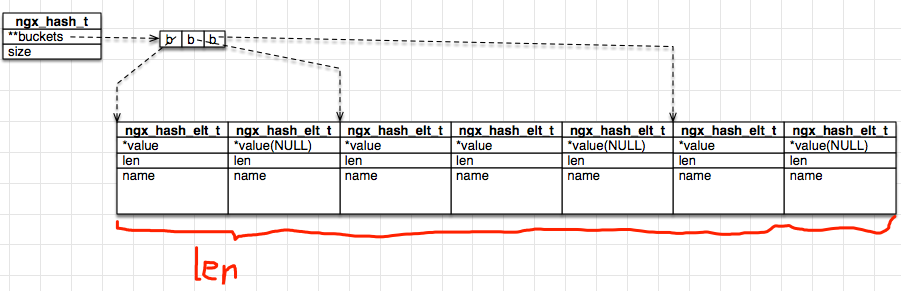 ngx_hash_t
**buckets
size
b b b
ngx_hash_elt_t ngx_hash_elt_t ngx_hash_elt_t ngx_hash_elt_t ngx_hash_elt_t ngx_hash_elt_t ngx_hash_elt_t
*value *value(NULL) *value *value *value(NULL) *value *value(NULL)
len len len len len len len
name name name name name name name
len